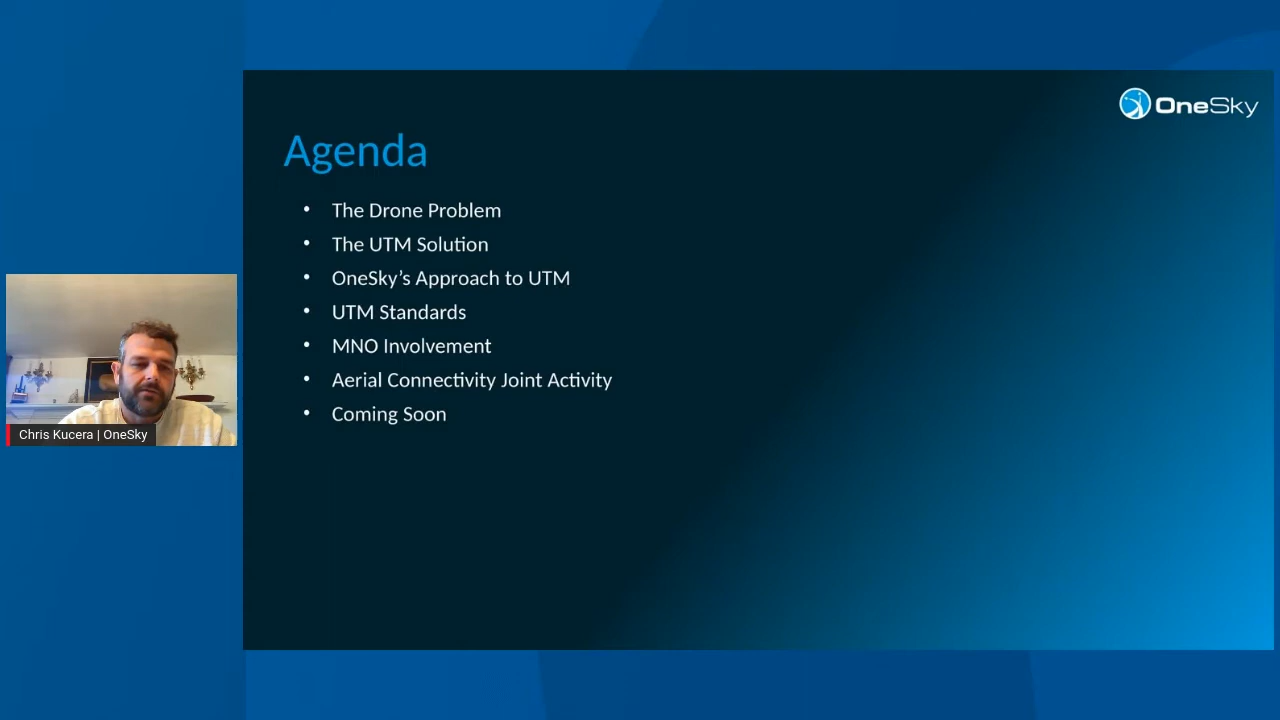 OneSky
Agenda
• The Drone Problem
• The UTM Solution
• OneSky’s Approach to UTM
• UTM Standards
• MNO Involvement
• Aerial Connectivity Joint Activity
• Coming Soon
Chris Kucera | OneSky